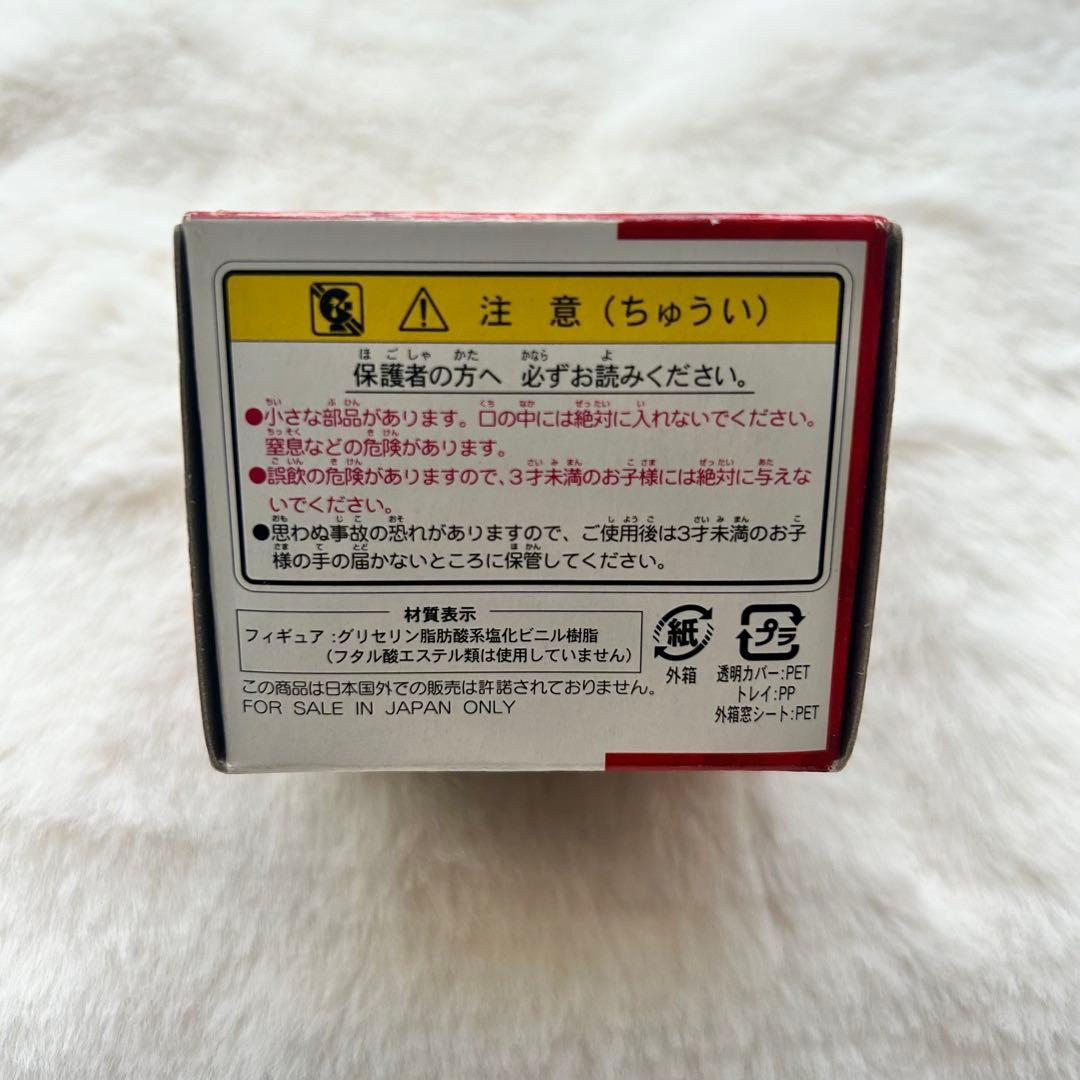 注 意（ちゅうい）
保護者の方へ 必ずお読みください。
●小さな部品があります。口の中には絶対に入れないでください。
窒息などの危険があります。
●誤飲の危険がありますので、3才未満のお子様には絶対に与えな
いでください。
●思わぬ事故の恐れがありますので、ご使用後は3才未満のお子
様の手の届かないところに保管してください。
材質表示
フィギュア:グリセリン脂肪酸系塩化ビニル樹脂
(フタル酸エステル類は使用していません)
この商品は日本国外での販売は許諾されておりません。
FOR SALE IN JAPAN ONLY
紙
外箱
プラ
透明カバー:PET
トレイ:PP
外箱窓シート:PET